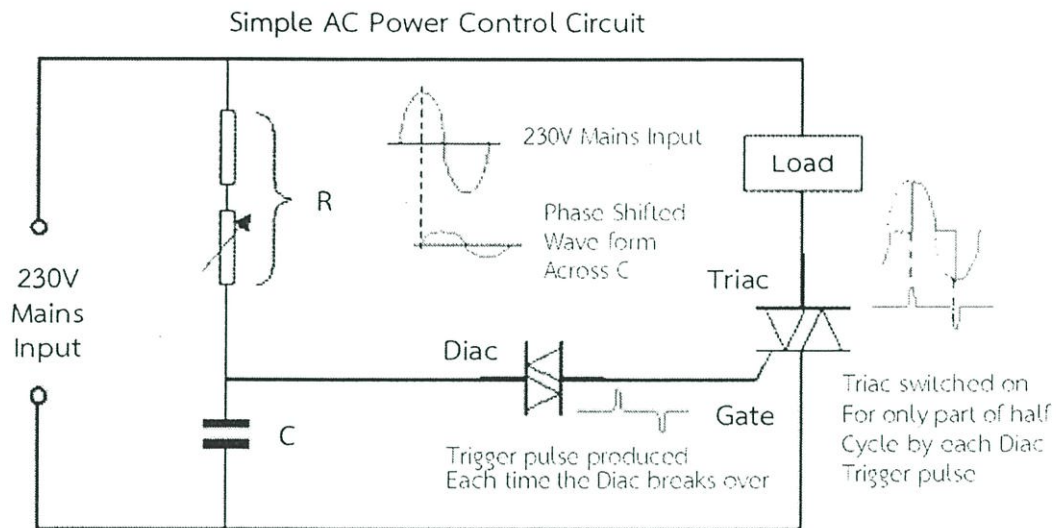 Simple AC Power Control Circuit
230V Mains Input
Load
R
Phase Shifted
Wave form
Across C
230V
Mains
Input
Triac
Diac
C
Gate
Trigger pulse produced
Each time the Diac breaks over
Triac switched on
For only part of half
Cycle by each Diac
Trigger pulse